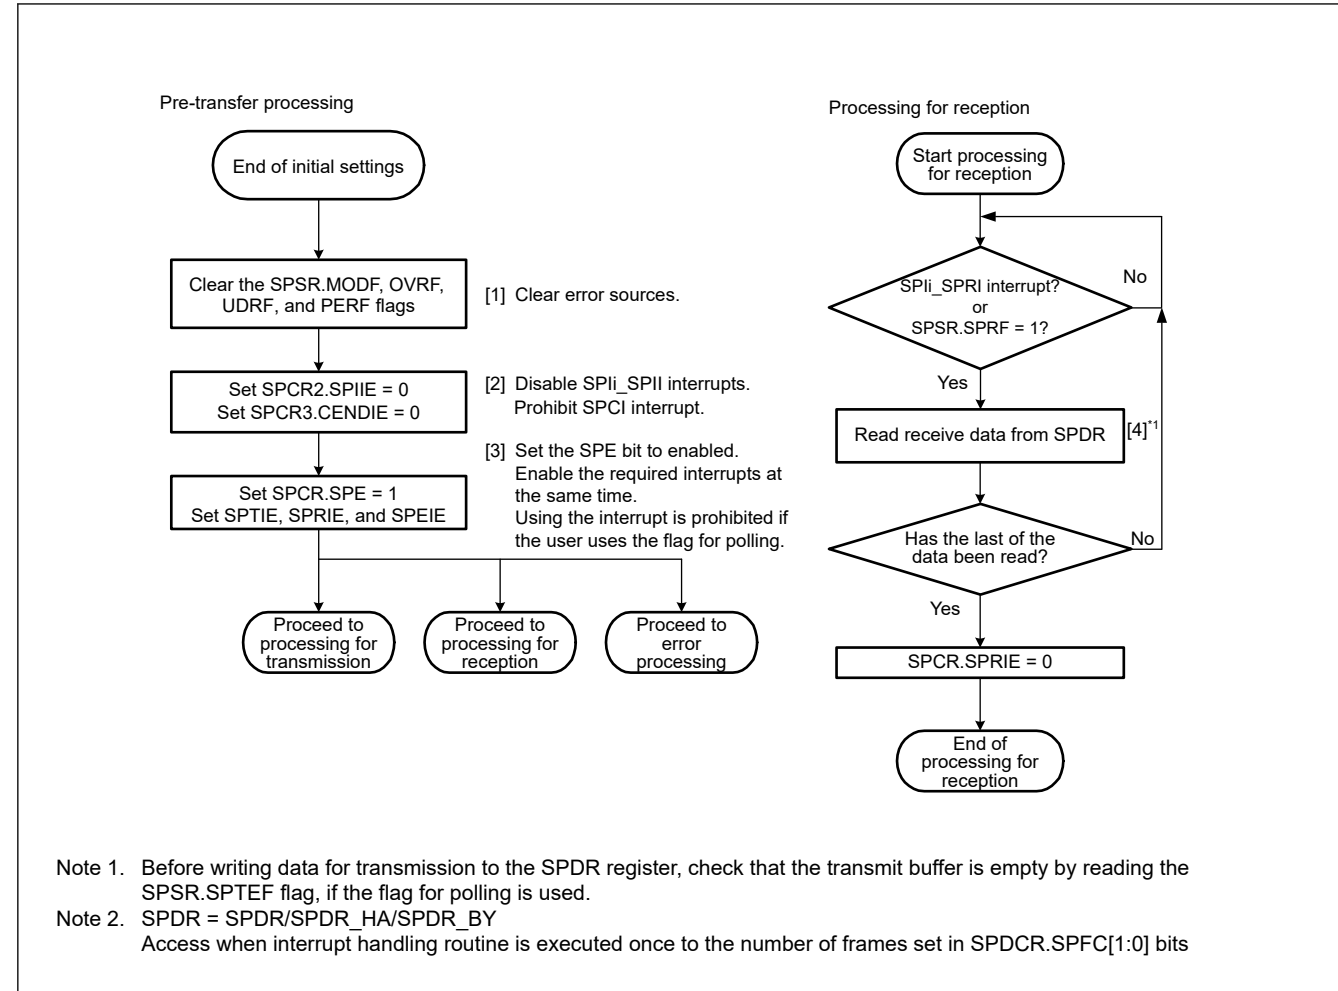 Pre-transfer processing
End of initial settings
Clear the SPSR.MODF, OVRF,
UDRF, and PERF flags
[1] Clear error sources.
Set SPCR2.SPIIE = 0
Set SPCR3.CENDIE = 0
[2] Disable SPIi_SPII interrupts.
Prohibit SPCI interrupt.
Set SPCR.SPE = 1
Set SPTIE, SPRIE, and SPEIE
[3] Set the SPE bit to enabled.
Enable the required interrupts at
the same time.
Using the interrupt is prohibited if
the user uses the flag for polling.
Proceed to
processing for
transmission
Proceed to
processing for
reception
Proceed to
error
processing
Processing for reception
Start processing
for reception
SPIi_SPRI interrupt?
or
SPSR.SPRF = 1?
No
Yes
Read receive data from SPDR
[4]*1
Has the last of the
data been read?
No
Yes
SPCR.SPRIE = 0
End of
processing for
reception
Note 1. Before writing data for transmission to the SPDR register, check that the transmit buffer is empty by reading the
SPSR.SPTEF flag, if the flag for polling is used.
Note 2. SPDR = SPDR/SPDR_HA/SPDR_BY
Access when interrupt handling routine is executed once to the number of frames set in SPDCR.SPFC[1:0] bits